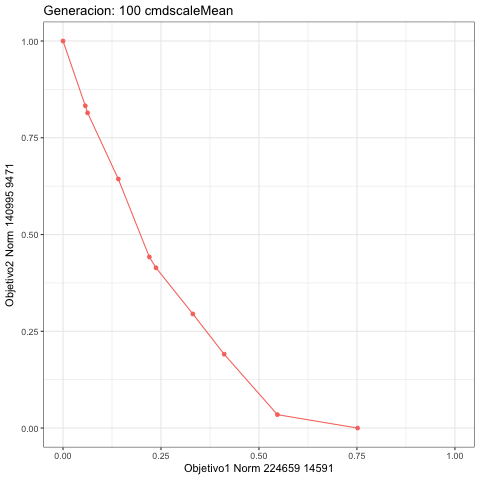 Generacion: 100 cmdscaleMean
Objetivo2 Norm 140995 9471
1.00
0.75
0.50
0.25
0.00
0.00 0.25 0.50 0.75 1.00
Objetivo1 Norm 224659 14591